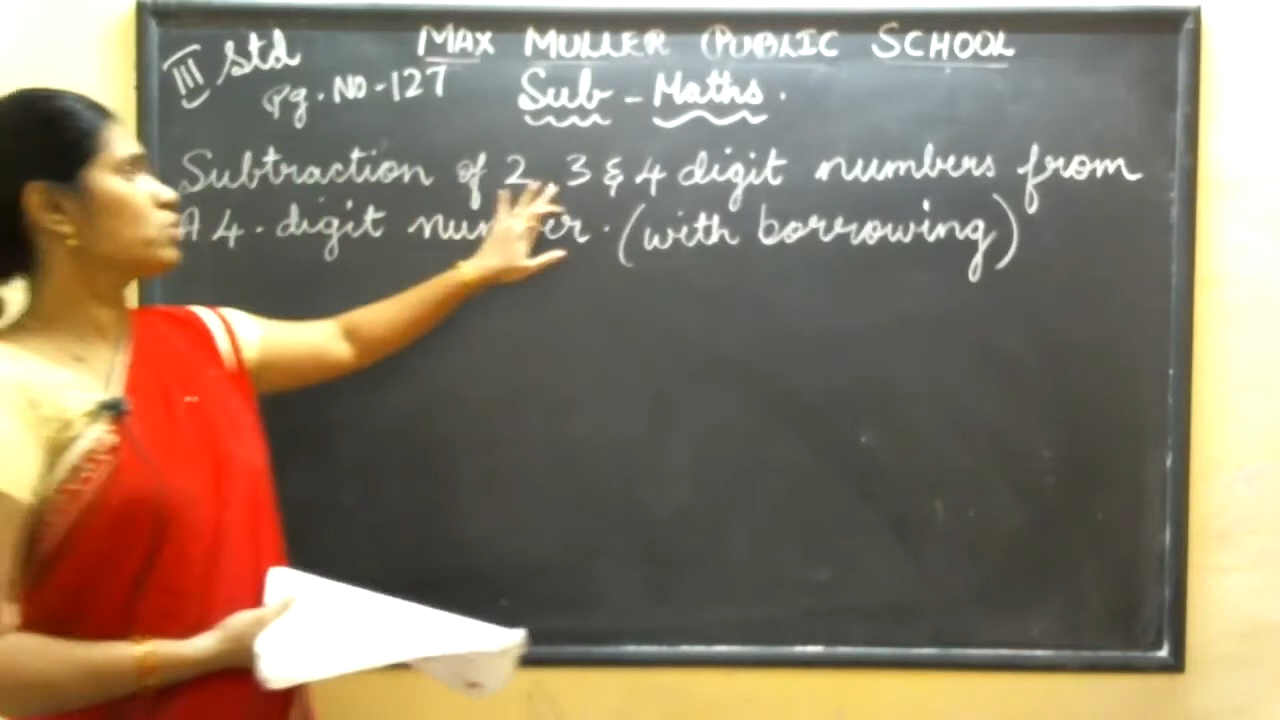 III Std MAX MULLER PUBLIC SCHOOL
Pg. No - 127 Sub - Maths.
Subtraction of 2, 3 & 4 digit numbers from
A 4. digit number. (with borrowing)